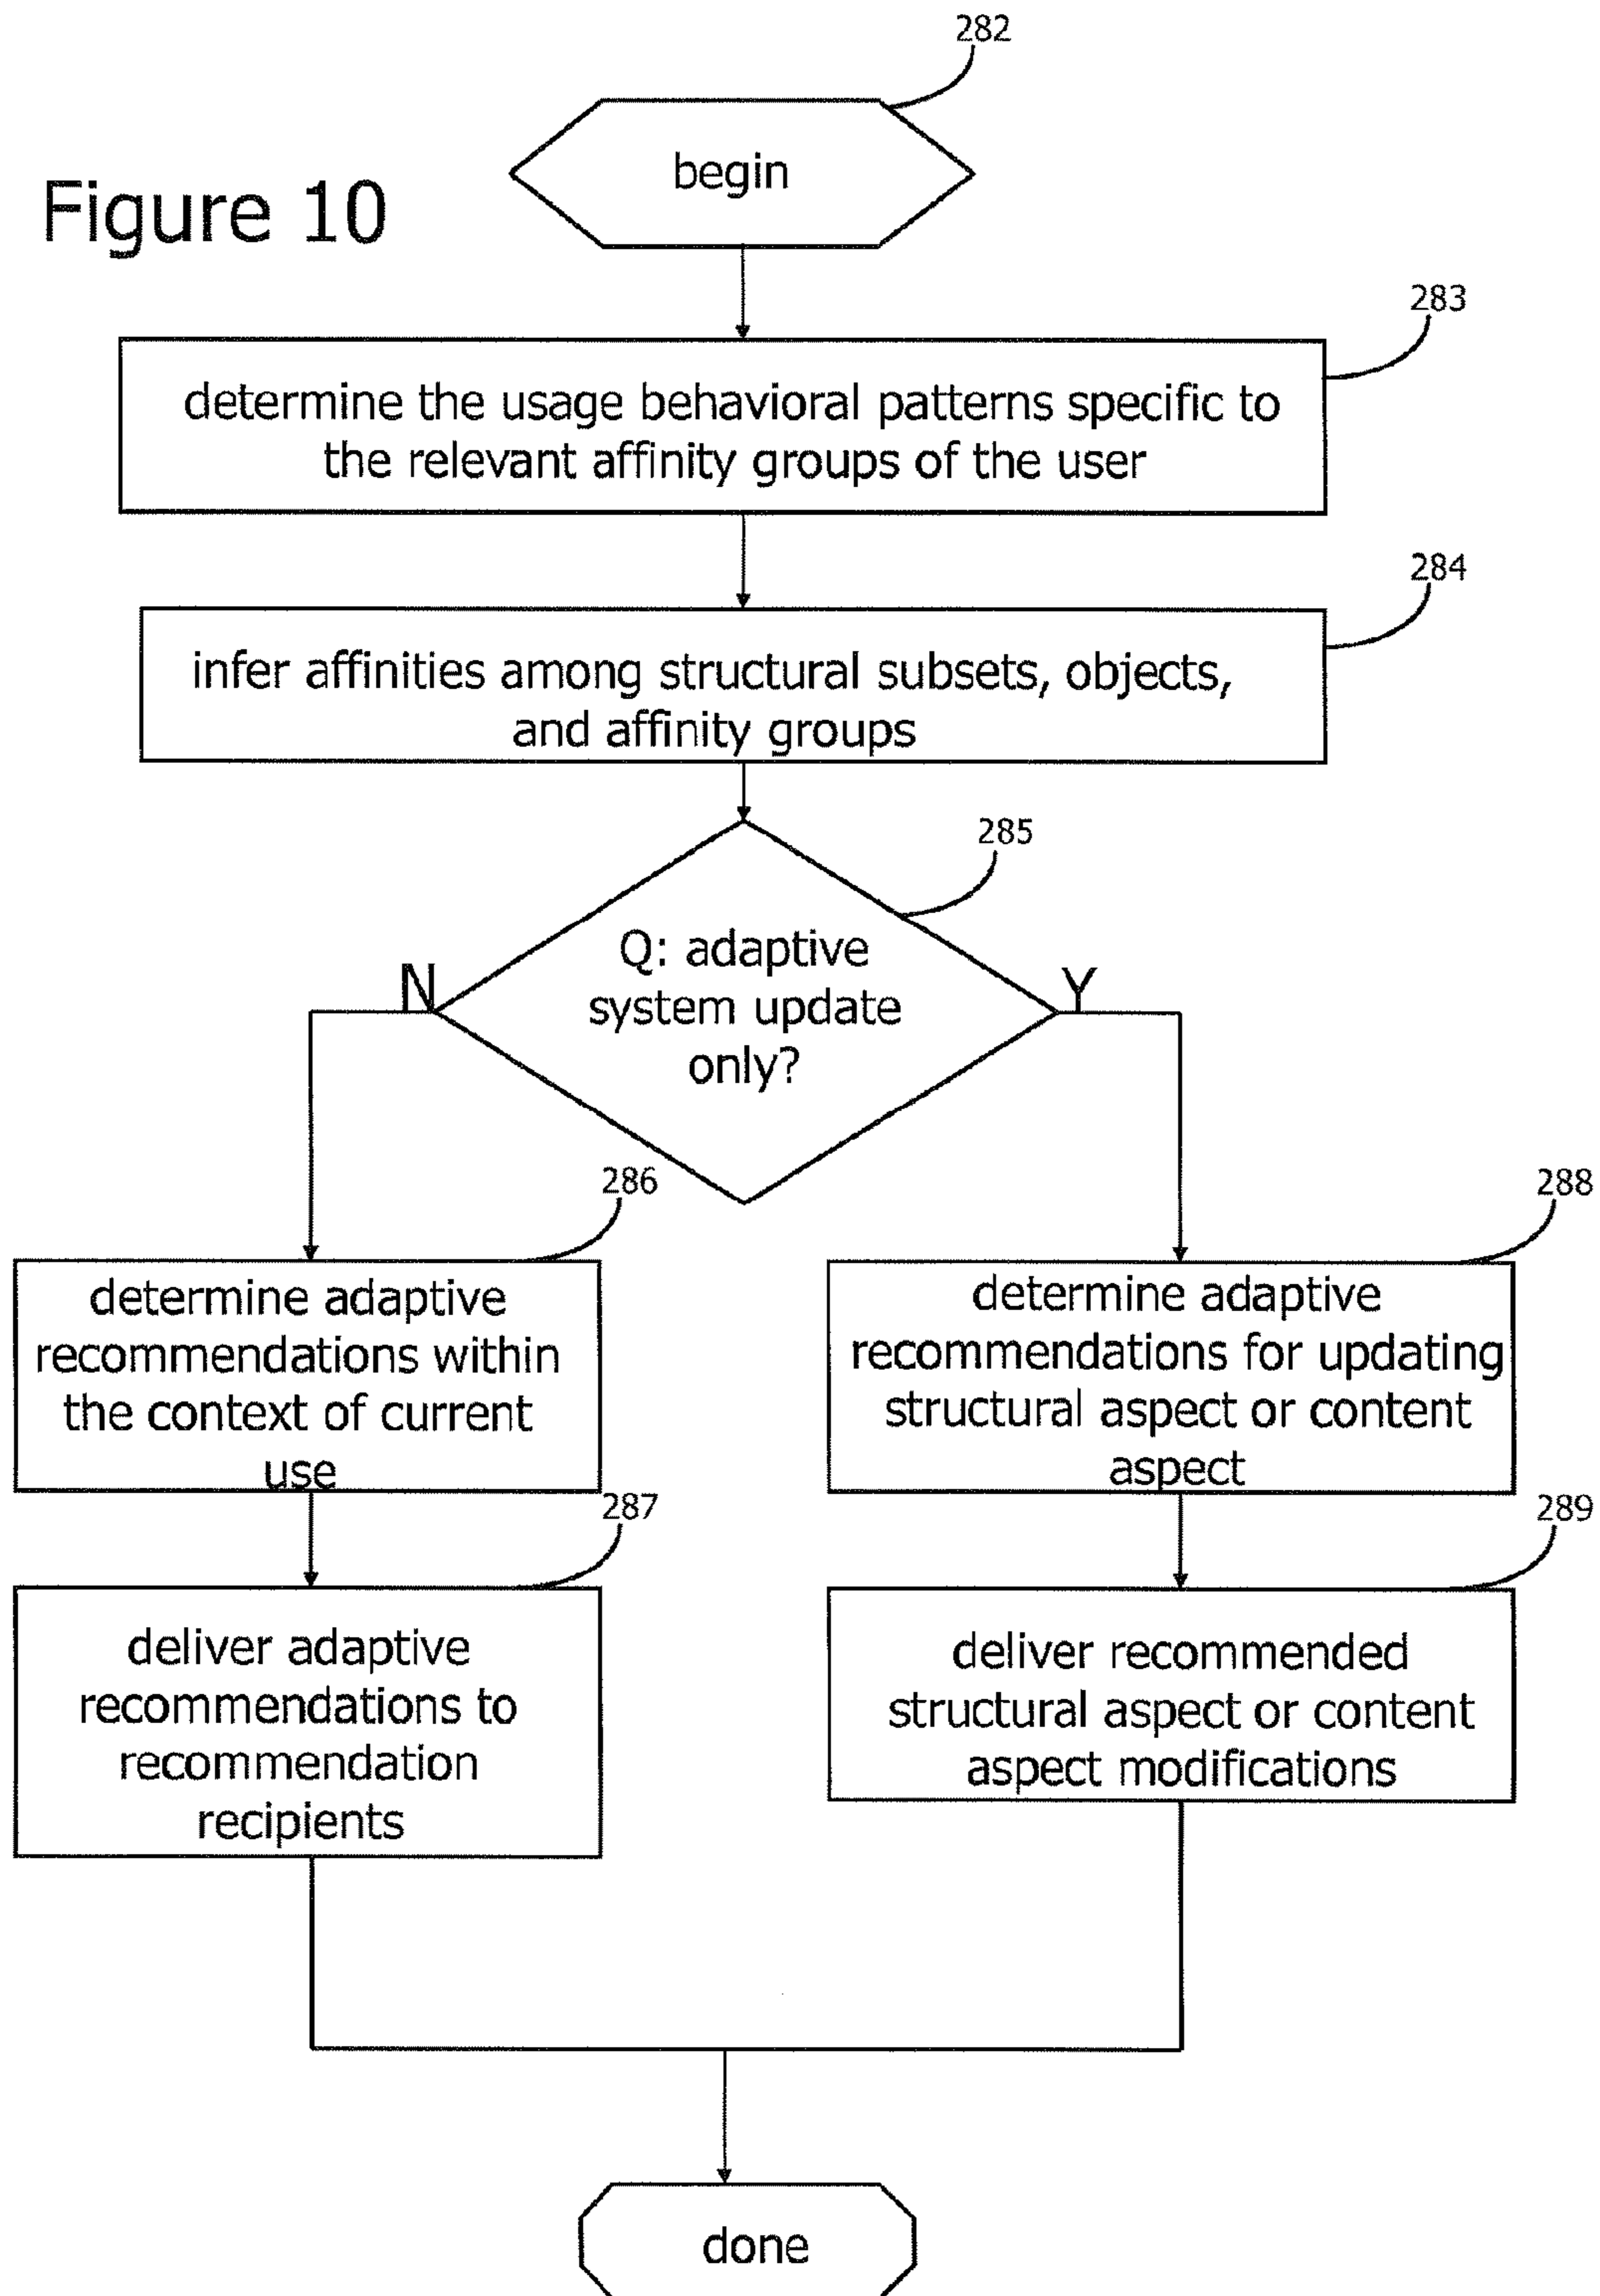 282
begin
Figure 10
283
determine the usage behavioral patterns specific to
the relevant affinity groups of the user
284
infer affinities among structural subsets, objects,
and affinity groups
285
Q: adaptive
system update
only?
N
Y
286
determine adaptive
recommendations within
the context of current
use
288
determine adaptive
recommendations for updating
structural aspect or content
aspect
287
deliver adaptive
recommendations to
recommendation
recipients
289
deliver recommended
structural aspect or content
aspect modifications
done